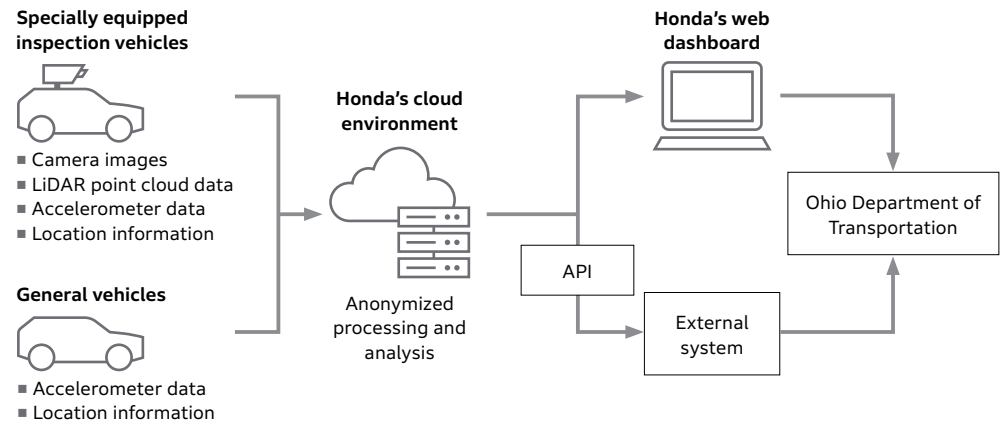 Specially equipped
inspection vehicles
■ Camera images
■ LiDAR point cloud data
■ Accelerometer data
■ Location information
General vehicles
■ Accelerometer data
■ Location information
Honda’s cloud
environment
Anonymized
processing and
analysis
Honda’s web
dashboard
API
External
system
Ohio Department of
Transportation